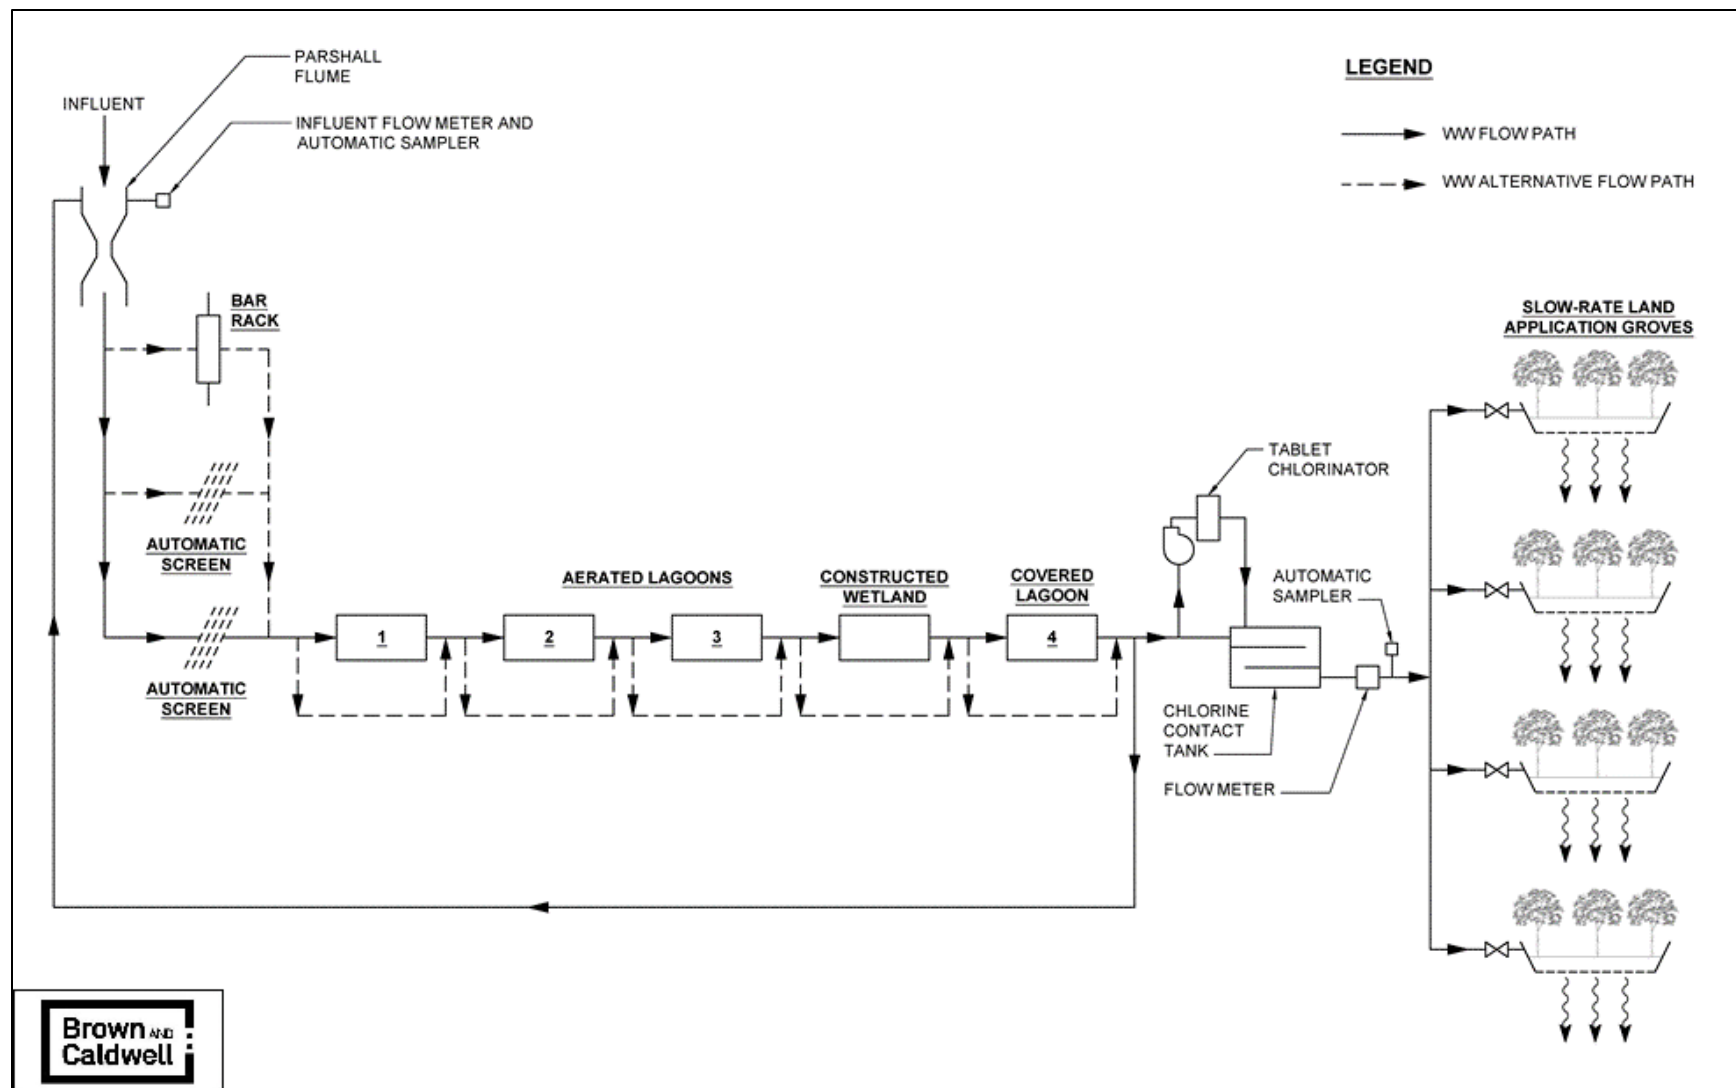 PARSHALL
FLUME
INFLUENT
INFLUENT FLOW METER AND
AUTOMATIC SAMPLER
LEGEND
WW FLOW PATH
WW ALTERNATIVE FLOW PATH
BAR
RACK
AUTOMATIC
SCREEN
AUTOMATIC
SCREEN
AERATED LAGOONS
1
2
3
CONSTRUCTED
WETLAND
COVERED
LAGOON
4
TABLET
CHLORINATOR
AUTOMATIC
SAMPLER
CHLORINE
CONTACT
TANK
FLOW METER
SLOW-RATE LAND
APPLICATION GROVES
Brown AND
Caldwell